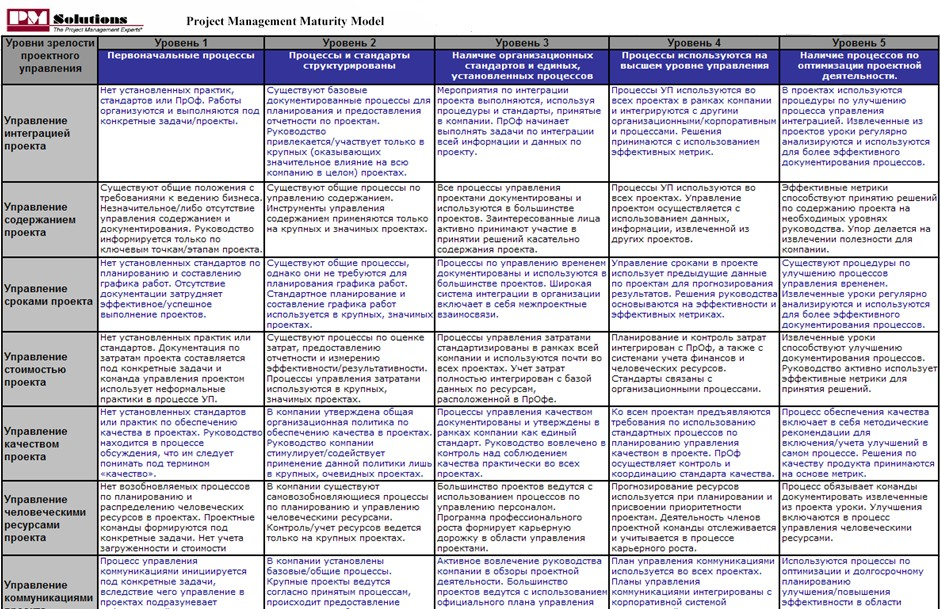 PM Solutions
The Project Management Experts®
Project Management Maturity Model
Уровни зрелости
проектного
управления
Уровень 1
Уровень 2
Уровень 3
Уровень 4
Уровень 5
Первоначальные процессы
Процессы и стандарты
структурированы
Наличие организационных
стандартов и единых,
установленных процессов
Процессы используются на
высшем уровне управления
Наличие процессов по
оптимизации проектной
деятельности.
Управление
интеграцией
проекта
Нет установленных практик,
стандартов или ПрОф. Работы
организуются и выполняются под
конкретные задачи/проекты.
Существуют базовые
документированные процессы для
планирования и предоставления
отчетности по проектам.
Руководство
привлекается/участвует только в
крупных (оказывающих
значительное влияние на всю
компанию в целом) проектах.
Мероприятия по интеграции
проекта выполняются, используя
процедуры и стандарты, принятые
в компании. ПрОф начинает
выполнять задачи по интеграции
всей информации и данных по
проекту.
Процессы УП используются во
всех проектах в рамках компании
и интегрируются с другими
организационными/корпоративным
и процессами. Решения
принимаются с использованием
эффективных метрик.
В проектах используются
процедуры по улучшению
процесса управления
интеграцией. Извлеченные из
проектов уроки регулярно
анализируются и используются
для более эффективного
документирования процессов.
Управление
содержанием
проекта
Существуют общие положения с
требованиями к ведению бизнеса.
Незначительное/либо отсутствие
управления содержанием и
документирования. Руководство
информируется только по
ключевым точкам/этапам проекта.
Существуют общие процессы по
управлению содержанием.
Инструменты управления
содержанием применяются только
на крупных и значимых проектах.
Все процессы управления
проектами документированы и
используются в большинстве
проектов. Заинтересованные лица
активно принимают участие в
принятии решений касательно
содержания проекта.
Процессы УП используются во
всех проектах. Управление
проектом осуществляется с
использованием данных,
информации, извлеченной из
других проектов.
Эффективные метрики
способствуют принятию решений
по содержанию проекта на
необходимых уровнях
руководства. Упор делается на
извлечении полезности для
компании.
Управление
сроками проекта
Нет установленных стандартов по
планированию и составлению
графика работ. Отсутствие
документации затрудняет
эффективное/успешное
выполнение проектов.
Существуют общие процессы,
однако они не требуются для
планирования графика работ.
Стандартное планирование и
составление графика работ
используется в крупных, значимых
проектах.
Процессы по управлению временем
документированы и используются в
большинстве проектов. Широкая
система интеграции в организации
включает в себя межпроектные
взаимосвязи.
Управление сроками в проекте
использует предыдущие данные
по проектам для прогнозирования
результатов. Решения руководства
основываются на эффективности и
эффективных метриках.
Существуют процедуры по
улучшению процессов
управления временем.
Извлеченные уроки регулярно
анализируются и используются
для более эффективного
документирования процессов.
Управление
стоимостью
проекта
Нет установленных практик или
стандартов. Документация по
затратам проекта составляется
под конкретные задачи и
команда управления проектом
использует неформальные
практики в процессе УП.
Существуют процессы по оценке
затрат, предоставлению
отчетности и измерению
эффективности/результативности.
Процессы управления затратами
используются в крупных,
значимых проектах.
Процессы управления затратами
стандартизированы в рамках всей
компании и используются почти во
всех проектах. Учет затрат
полностью интегрирован с базой
данных по ресурсам,
расположенной в ПрОфе.
Планирование и контроль затрат
интегрирован с ПрОф, а также с
системами учета финансов и
человеческих ресурсов.
Стандарты связаны с
организационными процессами.
Извлеченные уроки
способствуют улучшению
документирования процессов.
Руководство активно использует
эффективные метрики для
принятия решений.
Управление
качеством
проекта
Нет установленных стандартов
или практик по обеспечению
качества в проектах. Руководство
находится в процессе
обсуждения, что им следует
понимать под термином
«качество».
В компании утверждена общая
организационная политика по
обеспечению качества в проектах.
Руководство компании
стимулирует/содействует
применение данной политики лишь
в крупных, очевидных проектах.
Процессы управления качеством
документированы и утверждены в
рамках компании как единый
стандарт. Руководство вовлечено в
контроль над соблюдением
качества практически во всех
проектах.
Ко всем проектам предъявляются
требования по использованию
стандартных процессов по
планированию управления
качеством в проекте. ПрОф
осуществляет контроль и
координацию стандарта качества.
Процесс обеспечения качества
включает в себя методические
рекомендации для
включения/учета улучшений в
самом процессе. Решения по
качеству продукта принимаются
на основе метрик.
Управление
человеческими
ресурсами
проекта
Нет возобновляемых процессов
по планированию и
распределению человеческих
ресурсов в проектах. Проектные
команды формируются под
конкретные задачи. Нет учета
загруженности и стоимости
В компании существуют
самовозобновляющиеся процессы
по планированию и управлению
человеческими ресурсами.
Контроль/учет ресурсов ведется
только на крупных проектах.
Большинство проектов ведутся с
использованием процессов по
управлению персоналом.
Програма профессионального
роста формирует карьерную
дорожку в области управления
проектами.
Прогнозирование ресурсов
используется при планировании и
присвоении приоритетности
проектам. Деятельность членов
проектной команды отслеживается
и учитывается в процессе
карьерного роста.
Процесс обязывает команды
документировать извлеченные
из проекта уроки. Улучшения
включаются в процесс
управления человеческими
ресурсами.
Управление
коммуникациями
Процесс управления
коммуникациями инициируется
под конкретные задачи,
вследствие чего управление в
проектах подразумевает
В компании установлены
базовые/общие процессы.
Крупные проекты ведутся
согласно принятым процессам,
происходит предоставление
Активное вовлечение руководства
компании в обзоры проектной
деятельности. Большинство
проектов ведутся с использованием
официального плана управления
План управления коммуникациями
используется во всех проектах.
Планы управления
коммуникациями интегрированы с
корпоративной системой
Используются процессы по
оптимизации и долгосрочному
планированию
улучшения/повышения
эффективности в области